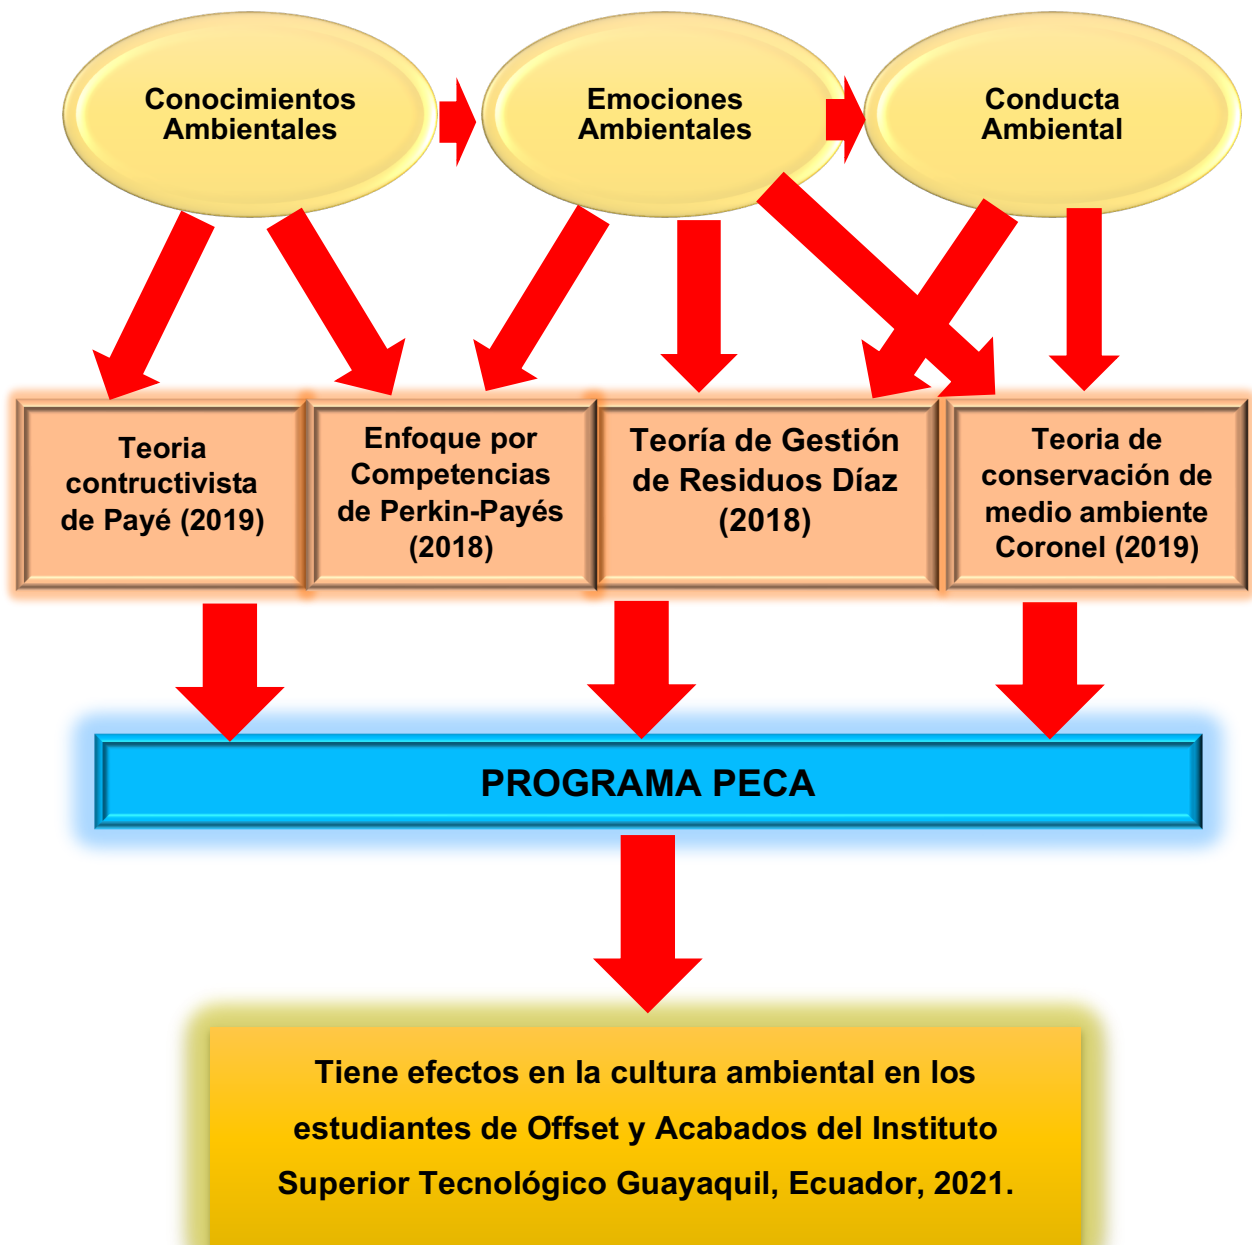 Conocimientos
Ambientales
Emociones
Ambientales
Conducta
Ambiental
Teoria
contructivista
de Payé (2019)
Enfoque por
Competencias
de Perkin-Payés
(2018)
Teoría de Gestión
de Residuos Díaz
(2018)
Teoria de
conservación de
medio ambiente
Coronel (2019)
PROGRAMA PECA
Tiene efectos en la cultura ambiental en los
estudiantes de Offset y Acabados del Instituto
Superior Tecnológico Guayaquil, Ecuador, 2021.